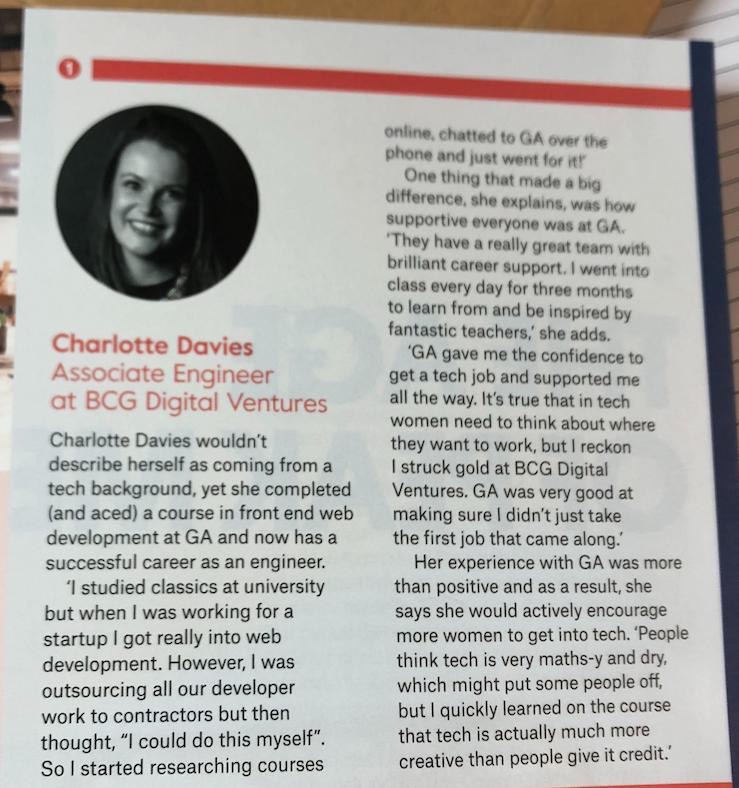 1
Charlotte Davies
Associate Engineer
at BCG Digital Ventures
Charlotte Davies wouldn't
describe herself as coming from a
tech background, yet she completed
(and aced) a course in front end web
development at GA and now has a
successful career as an engineer.
'I studied classics at university
but when I was working for a
startup I got really into web
development. However, I was
outsourcing all our developer
work to contractors but then
thought, “I could do this myself”.
So I started researching courses
online, chatted to GA over the
phone and just went for it!'
One thing that made a big
difference, she explains, was how
supportive everyone was at GA.
'They have a really great team with
brilliant career support. I went into
class every day for three months
to learn from and be inspired by
fantastic teachers,' she adds.
'GA gave me the confidence to
get a tech job and supported me
all the way. It's true that in tech
women need to think about where
they want to work, but I reckon
I struck gold at BCG Digital
Ventures. GA was very good at
making sure I didn't just take
the first job that came along.'
Her experience with GA was more
than positive and as a result, she
says she would actively encourage
more women to get into tech. 'People
think tech is very maths-y and dry,
which might put some people off,
but I quickly learned on the course
that tech is actually much more
creative than people give it credit.'